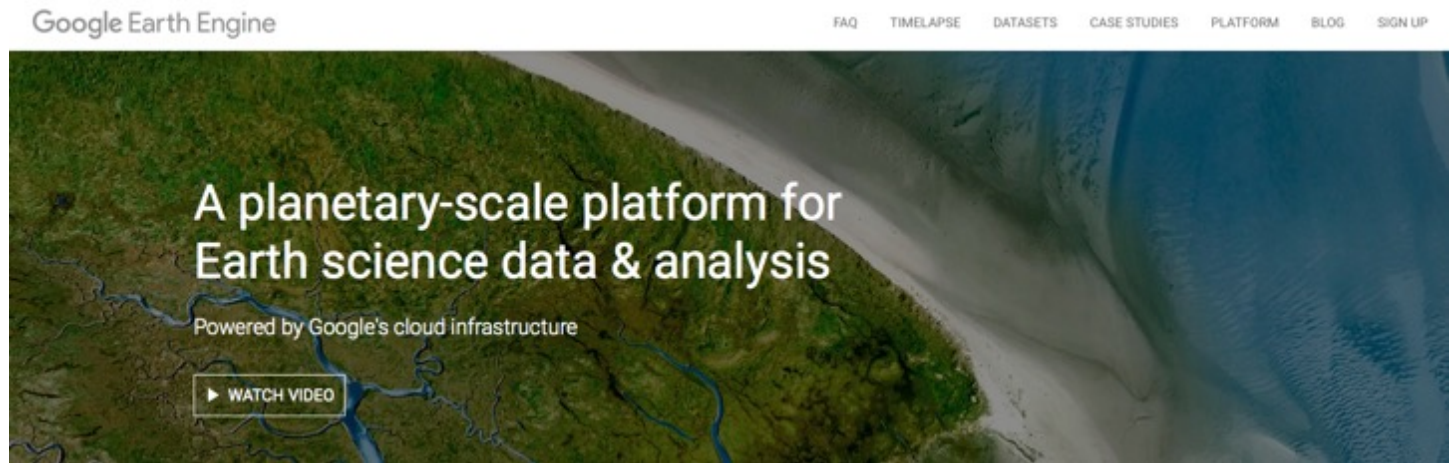 Google Earth Engine
FAQ TIMELAPSE DATASETS CASE STUDIES PLATFORM BLOG SIGN UP
A planetary-scale platform for
Earth science data & analysis
Powered by Google's cloud infrastructure
WATCH VIDEO